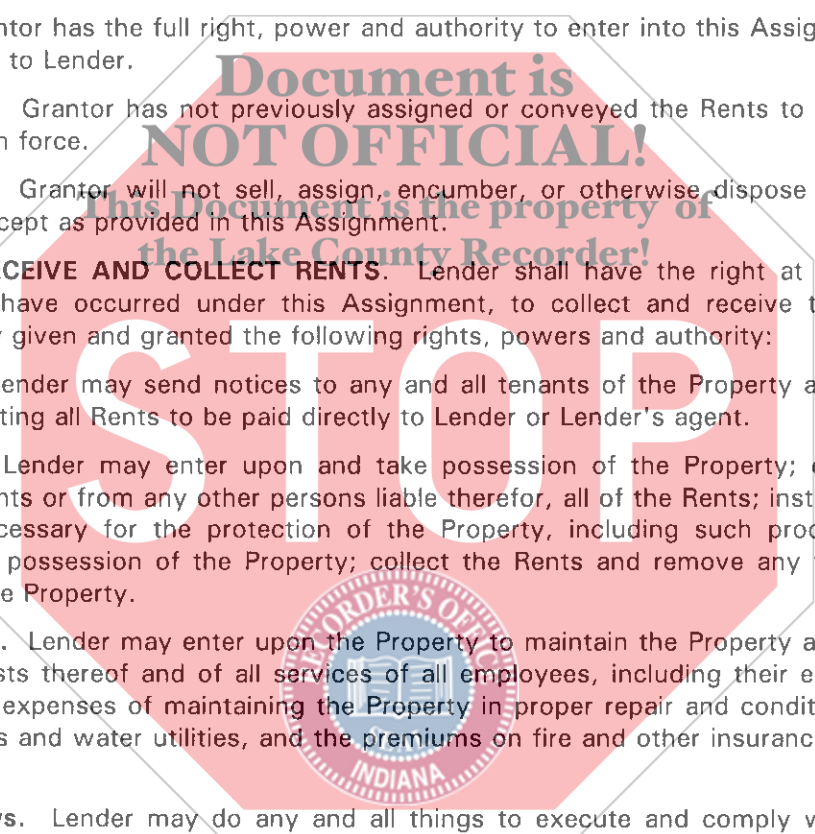 ntor has the full right, power and authority to enter into this Assig
to Lender.
Document is
Grantor has not previously assigned or conveyed the Rents to
n force.
NOT OFFICIAL!
Grantor will not sell, assign, encumber, or otherwise dispose
This Document is the property of
cept as provided in this Assignment.
the Lake County Recorder!
CEIVE AND COLLECT RENTS. Lender shall have the right at
have occurred under this Assignment, to collect and receive t
y given and granted the following rights, powers and authority:
STOP
ender may send notices to any and all tenants of the Property a
ting all Rents to be paid directly to Lender or Lender's agent.
Lender may enter upon and take possession of the Property;
nts or from any other persons liable therefor, all of the Rents; inst
cessary for the protection of the Property, including such proc
possession of the Property; collect the Rents and remove any
e Property.
RECORDER'S OFFICE
. Lender may enter upon the Property to maintain the Property a
sts thereof and of all services of all employees, including their e
expenses of maintaining the Property in proper repair and condit
s and water utilities, and the premiums on fire and other insuranc
INDIANA
vs. Lender may do any and all things to execute and comply v